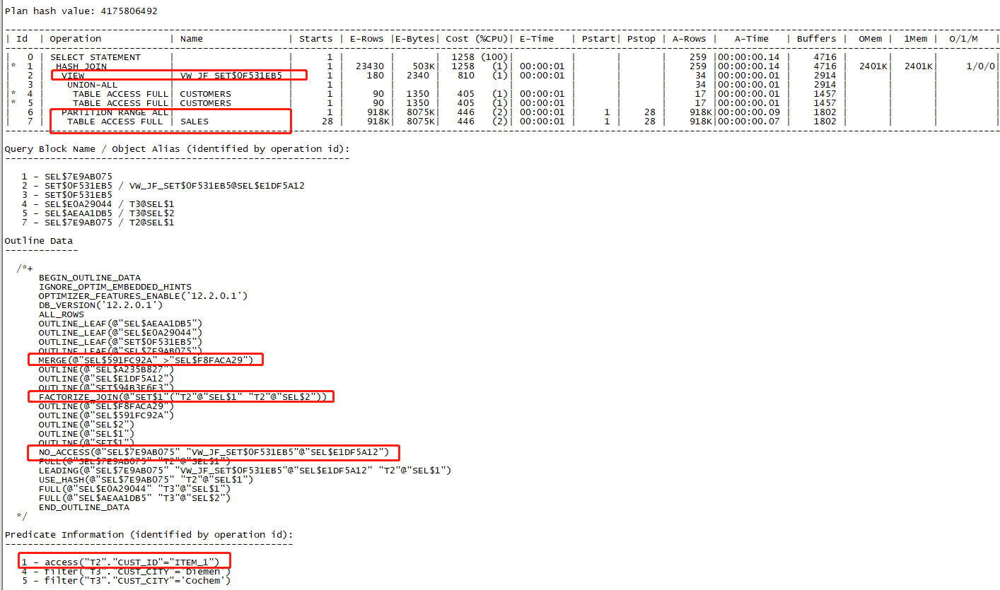 Plan hash value: 4175806492
---------------------------------------------------------------------------------------------------------------------------------------------------------------------------------
| Id  | Operation            | Name               | Starts | E-Rows |E-Bytes| Cost (%CPU)| E-Time   | Pstart| Pstop | A-Rows |   A-Time   | Buffers |  OMem |  1Mem |  O/1/M   |
---------------------------------------------------------------------------------------------------------------------------------------------------------------------------------
|   0 | SELECT STATEMENT     |                    |      1 |        |       |  1258 (100)|          |       |       |    259 |00:00:00.14 |    4716 |       |       |          |
|*  1 |  HASH JOIN           |                    |      1 |  23430 |   503K|  1258   (1)| 00:00:01 |       |       |    259 |00:00:00.14 |    4716 |  2401K|  2401K|     1/0/0|
|   2 |   VIEW               | VW_JF_SET$0F531EB5 |      1 |    180 |  2340 |   810   (1)| 00:00:01 |       |       |     34 |00:00:00.01 |    2914 |       |       |          |
|   3 |    UNION-ALL         |                    |      1 |        |       |            |          |       |       |     34 |00:00:00.01 |    2914 |       |       |          |
|*  4 |     TABLE ACCESS FULL| CUSTOMERS          |      1 |     90 |  1350 |   405   (1)| 00:00:01 |       |       |     17 |00:00:00.01 |    1457 |       |       |          |
|*  5 |     TABLE ACCESS FULL| CUSTOMERS          |      1 |     90 |  1350 |   405   (1)| 00:00:01 |       |       |     17 |00:00:00.01 |    1457 |       |       |          |
|   6 |   PARTITION RANGE ALL|                    |      1 |    918K|  8075K|   446   (2)| 00:00:01 |     1 |    28 |    918K|00:00:00.09 |    1802 |       |       |          |
|   7 |    TABLE ACCESS FULL | SALES              |     28 |    918K|  8075K|   446   (2)| 00:00:01 |     1 |    28 |    918K|00:00:00.07 |    1802 |       |       |          |
---------------------------------------------------------------------------------------------------------------------------------------------------------------------------------
Query Block Name / Object Alias (identified by operation id):
-------------------------------------------------------------
1 - SEL$7E9AB075
2 - SET$0F531EB5 / VW_JF_SET$0F531EB5@SEL$E1DF5A12
3 - SET$0F531EB5
4 - SEL$E0A29044 / T3@SEL$1
5 - SEL$AEAA1DB5 / T3@SEL$2
7 - SEL$7E9AB075 / T2@SEL$1
Outline Data
-------------
/*+
BEGIN_OUTLINE_DATA
IGNORE_OPTIM_EMBEDDED_HINTS
OPTIMIZER_FEATURES_ENABLE('12.2.0.1')
DB_VERSION('12.2.0.1')
ALL_ROWS
OUTLINE_LEAF(@"SEL$AEAA1DB5")
OUTLINE_LEAF(@"SEL$E0A29044")
OUTLINE_LEAF(@"SET$0F531EB5")
OUTLINE_LEAF(@"SEL$7E9AB075")
MERGE(@"SEL$591FC92A" >"SEL$F8FACA29")
OUTLINE(@"SEL$A235B827")
OUTLINE(@"SEL$E1DF5A12")
OUTLINE(@"SET$94B3E6E3")
FACTORIZE_JOIN(@"SET$1"("T2"@"SEL$1" "T2"@"SEL$2"))
OUTLINE(@"SEL$F8FACA29")
OUTLINE(@"SEL$591FC92A")
OUTLINE(@"SEL$2")
OUTLINE(@"SEL$1")
OUTLINE(@"SET$1")
NO_ACCESS(@"SEL$7E9AB075" "VW_JF_SET$0F531EB5"@"SEL$E1DF5A12")
FULL(@"SEL$7E9AB075" "T2"@"SEL$1")
LEADING(@"SEL$7E9AB075" "VW_JF_SET$0F531EB5"@"SEL$E1DF5A12" "T2"@"SEL$1")
USE_HASH(@"SEL$7E9AB075" "T2"@"SEL$1")
FULL(@"SEL$E0A29044" "T3"@"SEL$1")
FULL(@"SEL$AEAA1DB5" "T3"@"SEL$2")
END_OUTLINE_DATA
*/
Predicate Information (identified by operation id):
---------------------------------------------------
1 - access("T2"."CUST_ID"="ITEM_1")
4 - filter("T3"."CUST_CITY"='Diemen')
5 - filter("T3"."CUST_CITY"='Cochem')